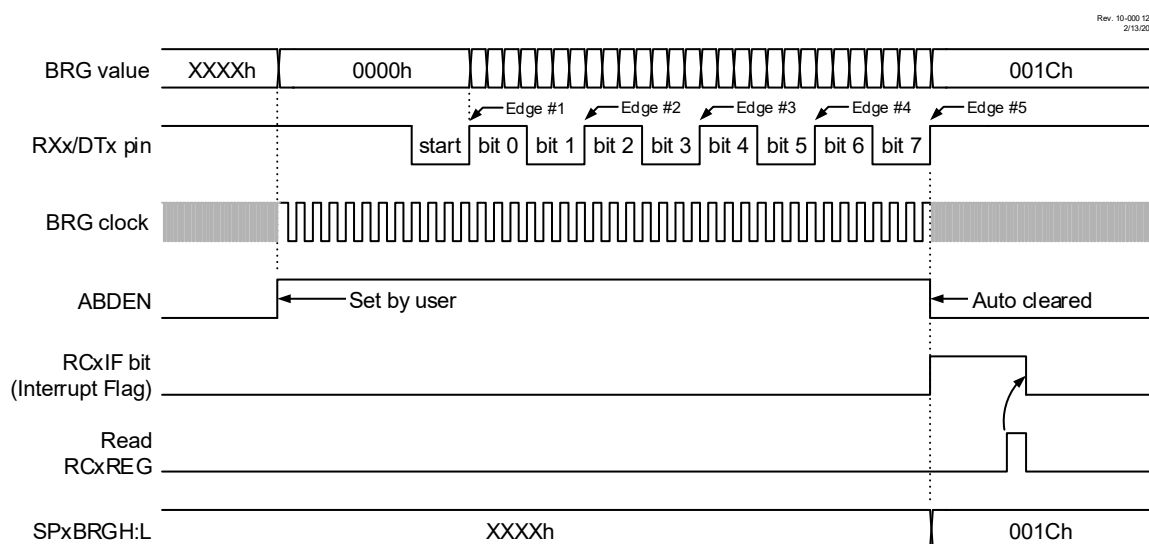 Rev. 10-000 12
2/13/20
BRG value XXXXh 0000h 001Ch
Edge #1 Edge #2 Edge #3 Edge #4 Edge #5
RXx/DTx pin start bit 0 bit 1 bit 2 bit 3 bit 4 bit 5 bit 6 bit 7
BRG clock
ABDEN Set by user Auto cleared
RCxIF bit
(Interrupt Flag)
Read
RCxREG
SPxBRGH:L XXXXh 001Ch